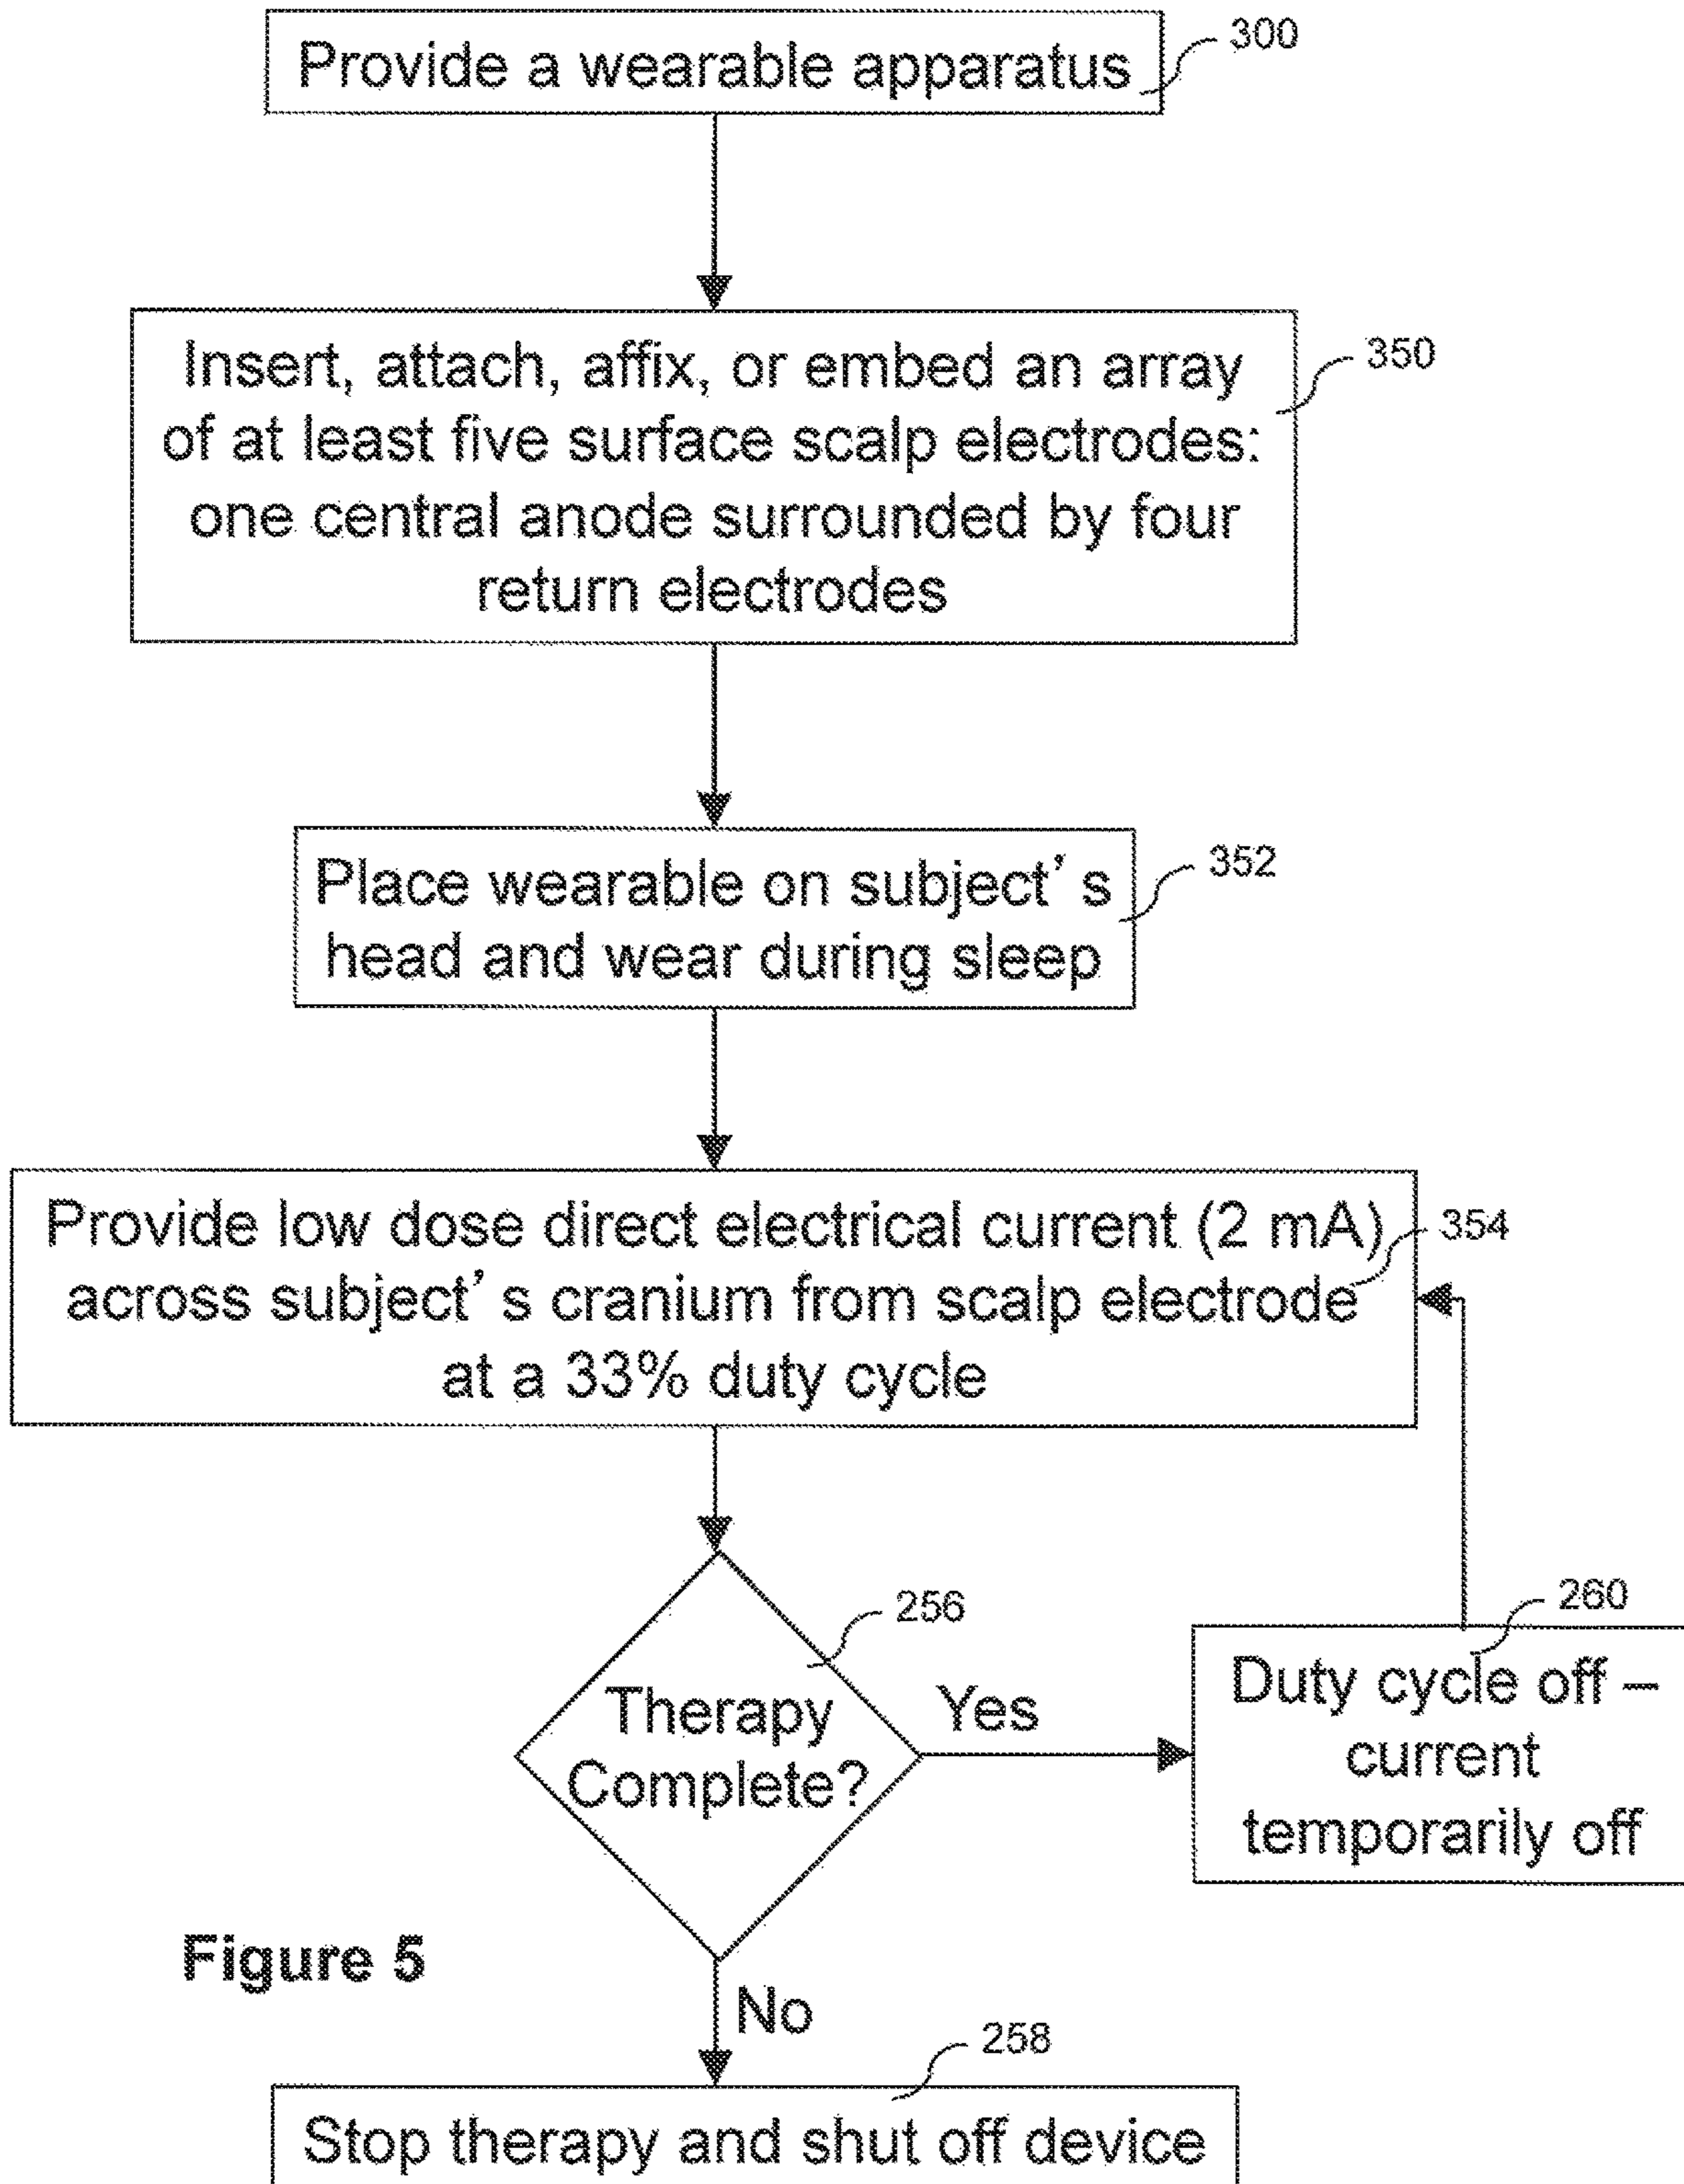 Provide a wearable apparatus
300
Insert, attach, affix, or embed an array
of at least five surface scalp electrodes:
one central anode surrounded by four
return electrodes
350
Place wearable on subject's
head and wear during sleep
352
Provide low dose direct electrical current (2 mA)
across subject's cranium from scalp electrode
at a 33% duty cycle
354
256
Therapy
Complete?
Yes
260
Duty cycle off –
current
temporarily off
Figure 5
No
258
Stop therapy and shut off device